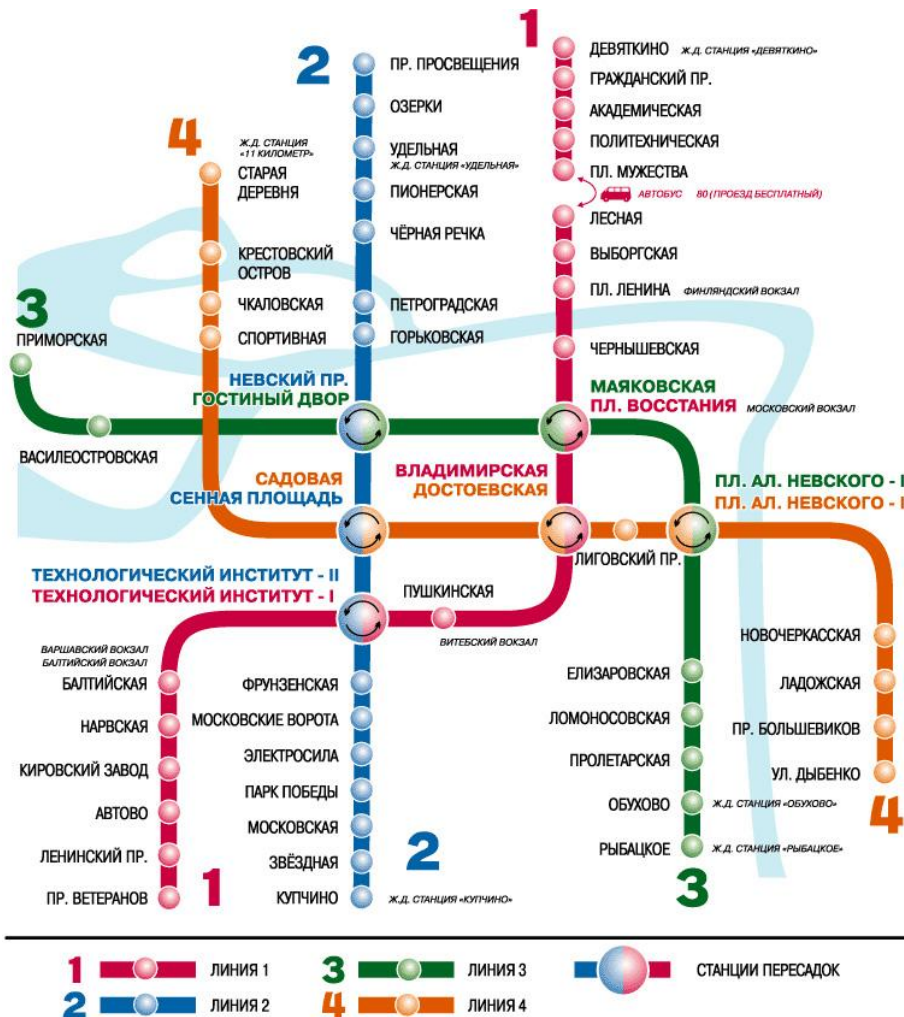 1
ДЕВЯТКИНО Ж.Д. СТАНЦИЯ «ДЕВЯТКИНО»
ГРАЖДАНСКИЙ ПР.
АКАДЕМИЧЕСКАЯ
ПОЛИТЕХНИЧЕСКАЯ
ПЛ. МУЖЕСТВА
АВТОБУС 80 (ПРОЕЗД БЕСПЛАТНЫЙ)
ЛЕСНАЯ
ВЫБОРГСКАЯ
ПЛ. ЛЕНИНА ФИНЛЯНДСКИЙ ВОКЗАЛ
ЧЕРНЫШЕВСКАЯ
2
ПР. ПРОСВЕЩЕНИЯ
ОЗЕРКИ
УДЕЛЬНАЯ
Ж.Д. СТАНЦИЯ «УДЕЛЬНАЯ»
ПИОНЕРСКАЯ
ЧЁРНАЯ РЕЧКА
ПЕТРОГРАДСКАЯ
ГОРЬКОВСКАЯ
4
Ж.Д. СТАНЦИЯ
«11 КИЛОМЕТР»
СТАРАЯ
ДЕРЕВНЯ
КРЕСТОВСКИЙ
ОСТРОВ
ЧКАЛОВСКАЯ
СПОРТИВНАЯ
3
ПРИМОРСКАЯ
ВАСИЛЕОСТРОВСКАЯ
НЕВСКИЙ ПР.
ГОСТИНЫЙ ДВОР
МАЯКОВСКАЯ
ПЛ. ВОССТАНИЯ МОСКОВСКИЙ ВОКЗАЛ
САДОВАЯ
СЕННАЯ ПЛОЩАДЬ
ВЛАДИМИРСКАЯ
ДОСТОЕВСКАЯ
ЛИГОВСКИЙ ПР.
ПЛ. АЛ. НЕВСКОГО - I
ПЛ. АЛ. НЕВСКОГО -
ТЕХНОЛОГИЧЕСКИЙ ИНСТИТУТ - II
ТЕХНОЛОГИЧЕСКИЙ ИНСТИТУТ - I
ПУШКИНСКАЯ
ВИТЕБСКИЙ ВОКЗАЛ
ВАРШАВСКИЙ ВОКЗАЛ
БАЛТИЙСКИЙ ВОКЗАЛ
БАЛТИЙСКАЯ
НАРВСКАЯ
КИРОВСКИЙ ЗАВОД
АВТОВО
ЛЕНИНСКИЙ ПР.
ПР. ВЕТЕРАНОВ
1
ФРУНЗЕНСКАЯ
МОСКОВСКИЕ ВОРОТА
ЭЛЕКТРОСИЛА
ПАРК ПОБЕДЫ
МОСКОВСКАЯ
ЗВЁЗДНАЯ
КУПЧИНО Ж.Д. СТАНЦИЯ «КУПЧИНО»
2
ЕЛИЗАРОВСКАЯ
ЛОМОНОСОВСКАЯ
ПРОЛЕТАРСКАЯ
ОБУХОВО Ж.Д. СТАНЦИЯ «ОБУХОВО»
РЫБАЦКОЕ Ж.Д. СТАНЦИЯ «РЫБАЦКОЕ»
3
НОВОЧЕРКАССКАЯ
ЛАДОЖСКАЯ
ПР. БОЛЬШЕВИКОВ
УЛ. ДЫБЕНКО
4
1 ЛИНИЯ 1
2 ЛИНИЯ 2
3 ЛИНИЯ 3
4 ЛИНИЯ 4
СТАНЦИИ ПЕРЕСАДОК